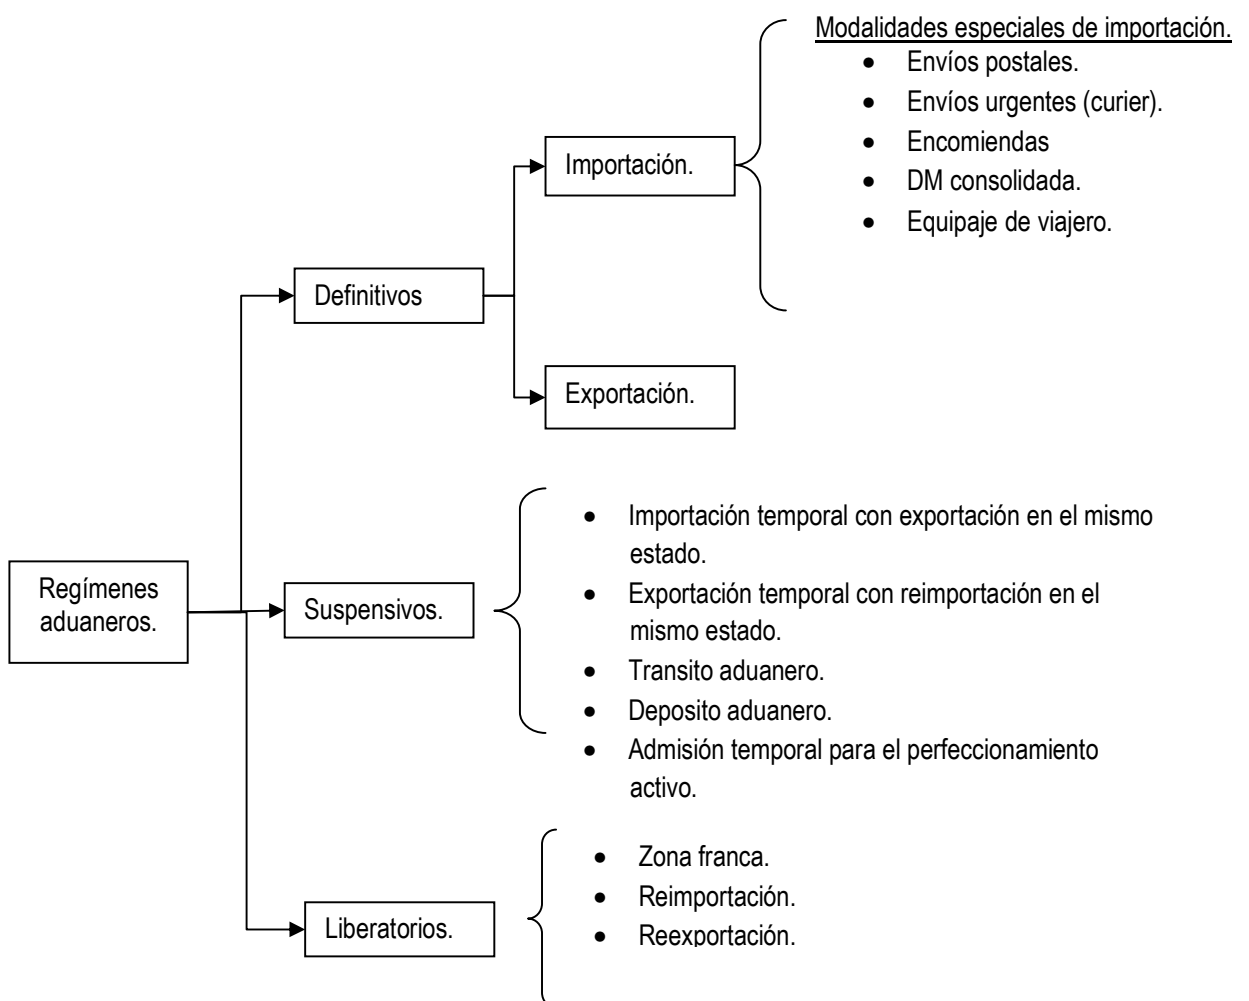 Modalidades especiales de importación.
• Envíos postales.
• Envíos urgentes (curier).
• Encomiendas
• DM consolidada.
• Equipaje de viajero.
Importación.
Definitivos
Exportación.
Regímenes
aduaneros.
Suspensivos.
• Importación temporal con exportación en el mismo
estado.
• Exportación temporal con reimportación en el
mismo estado.
• Transito aduanero.
• Deposito aduanero.
• Admisión temporal para el perfeccionamiento
activo.
Liberatorios.
• Zona franca.
• Reimportación.
• Reexportación.